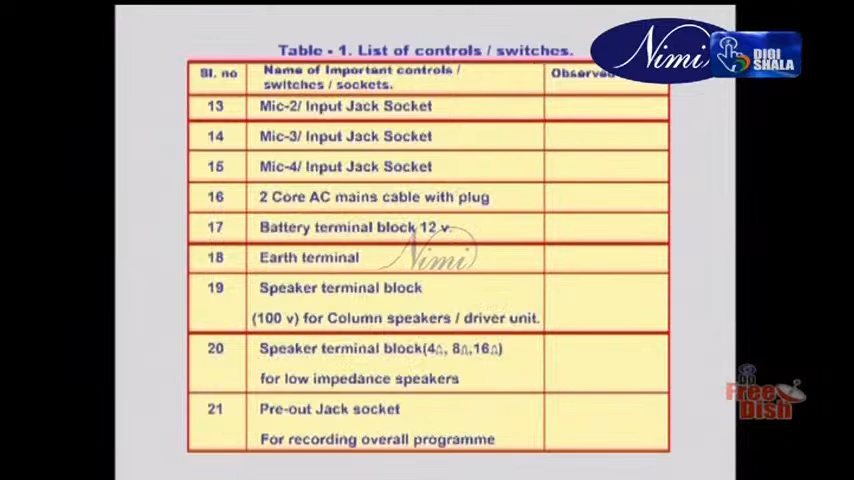 Table - 1. List of controls / switches.
Nimi
DIGI
SHALA
Sl. no
Name of Important controls /
switches / sockets.
Observed
13
Mic-2/ Input Jack Socket
14
Mic-3/ Input Jack Socket
15
Mic-4/ Input Jack Socket
16
2 Core AC mains cable with plug
17
Battery terminal block 12 v.
18
Earth terminal
Nimi
19
Speaker terminal block
(100 v) for Column speakers / driver unit.
20
Speaker terminal block(4Ω, 8Ω,16Ω)
for low impedance speakers
21
Pre-out Jack socket
For recording overall programme
Free
Dish